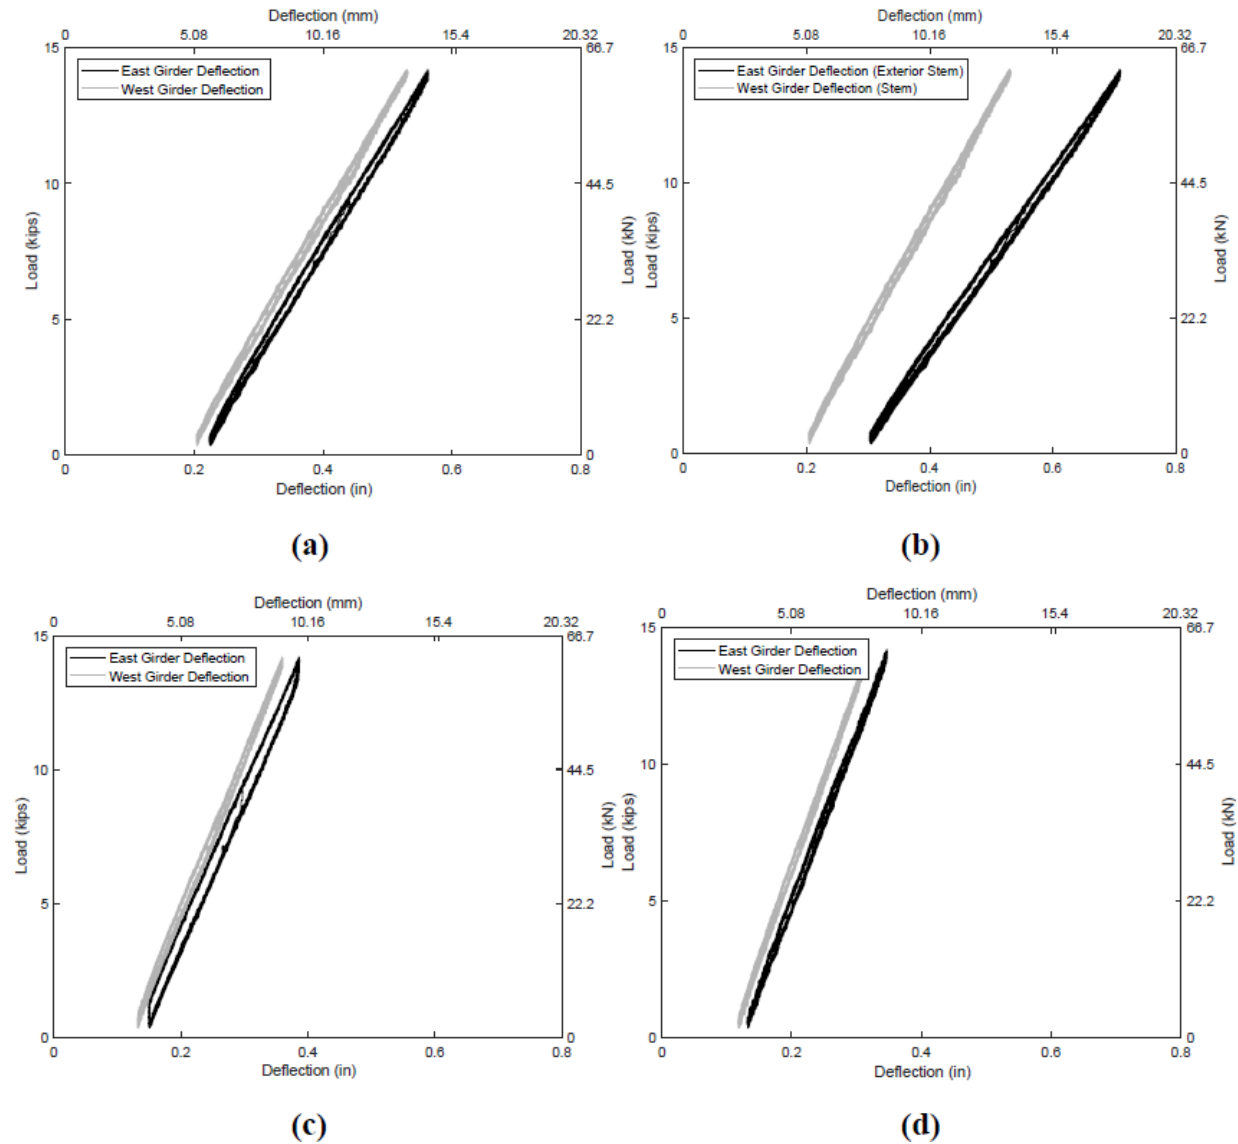 Deflection (mm)
0 5.08 10.16 15.4 20.32
15 66.7
East Girder Deflection
West Girder Deflection
10 44.5
Load (kips)
Load (kN)
5 22.2
0 0
0 0.2 0.4 0.6 0.8
Deflection (in)
(a)
Deflection (mm)
0 5.08 10.16 15.4 20.32
15 66.7
East Girder Deflection (Exterior Stem)
West Girder Deflection (Stem)
10 44.5
Load (kips)
Load (kN)
5 22.2
0 0
0 0.2 0.4 0.6 0.8
Deflection (in)
(b)
Deflection (mm)
0 5.08 10.16 15.4 20.32
15 66.7
East Girder Deflection
West Girder Deflection
10 44.5
Load (kips)
Load (kN)
5 22.2
0 0
0 0.2 0.4 0.6 0.8
Deflection (in)
(c)
Deflection (mm)
0 5.08 10.16 15.4 20.32
15 66.7
East Girder Deflection
West Girder Deflection
10 44.5
Load (kips)
Load (kN)
5 22.2
0 0
0 0.2 0.4 0.6 0.8
Deflection (in)
(d)